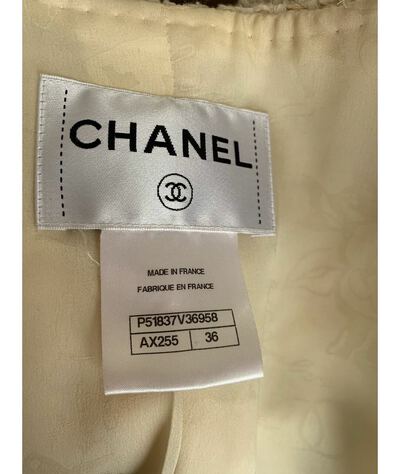 CHANEL
MADE IN FRANCE
FABRIQUE EN FRANCE
P51837V36958
AX255 36